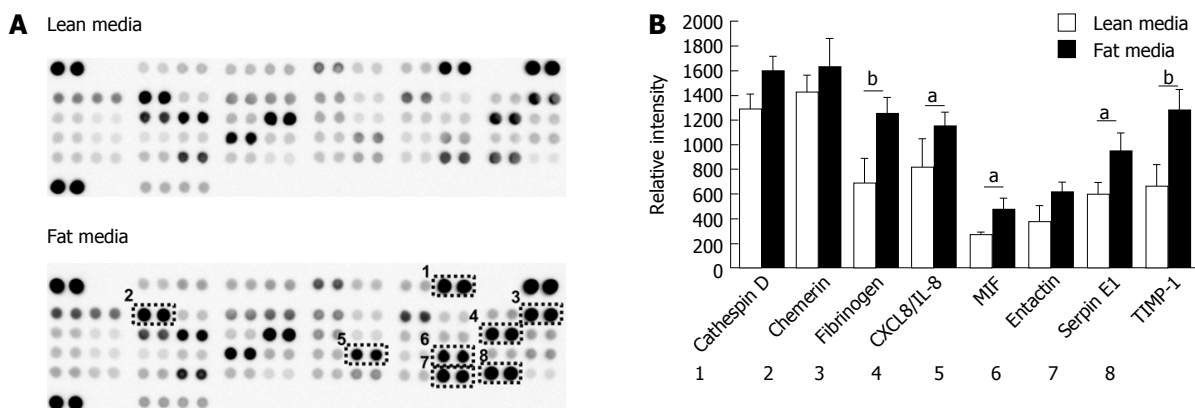 A
Lean media
Fat media
1
2
3
4
5
6
7
8
B
Lean media
Fat media
Relative intensity
2000
1800
1600
1400
1200
1000
800
600
400
200
0
b
a
a
a
b
Cathespin D
Chemerin
Fibrinogen
CXCL8/IL-8
MIF
Entactin
Serpin E1
TIMP-1
1 2 3 4 5 6 7 8